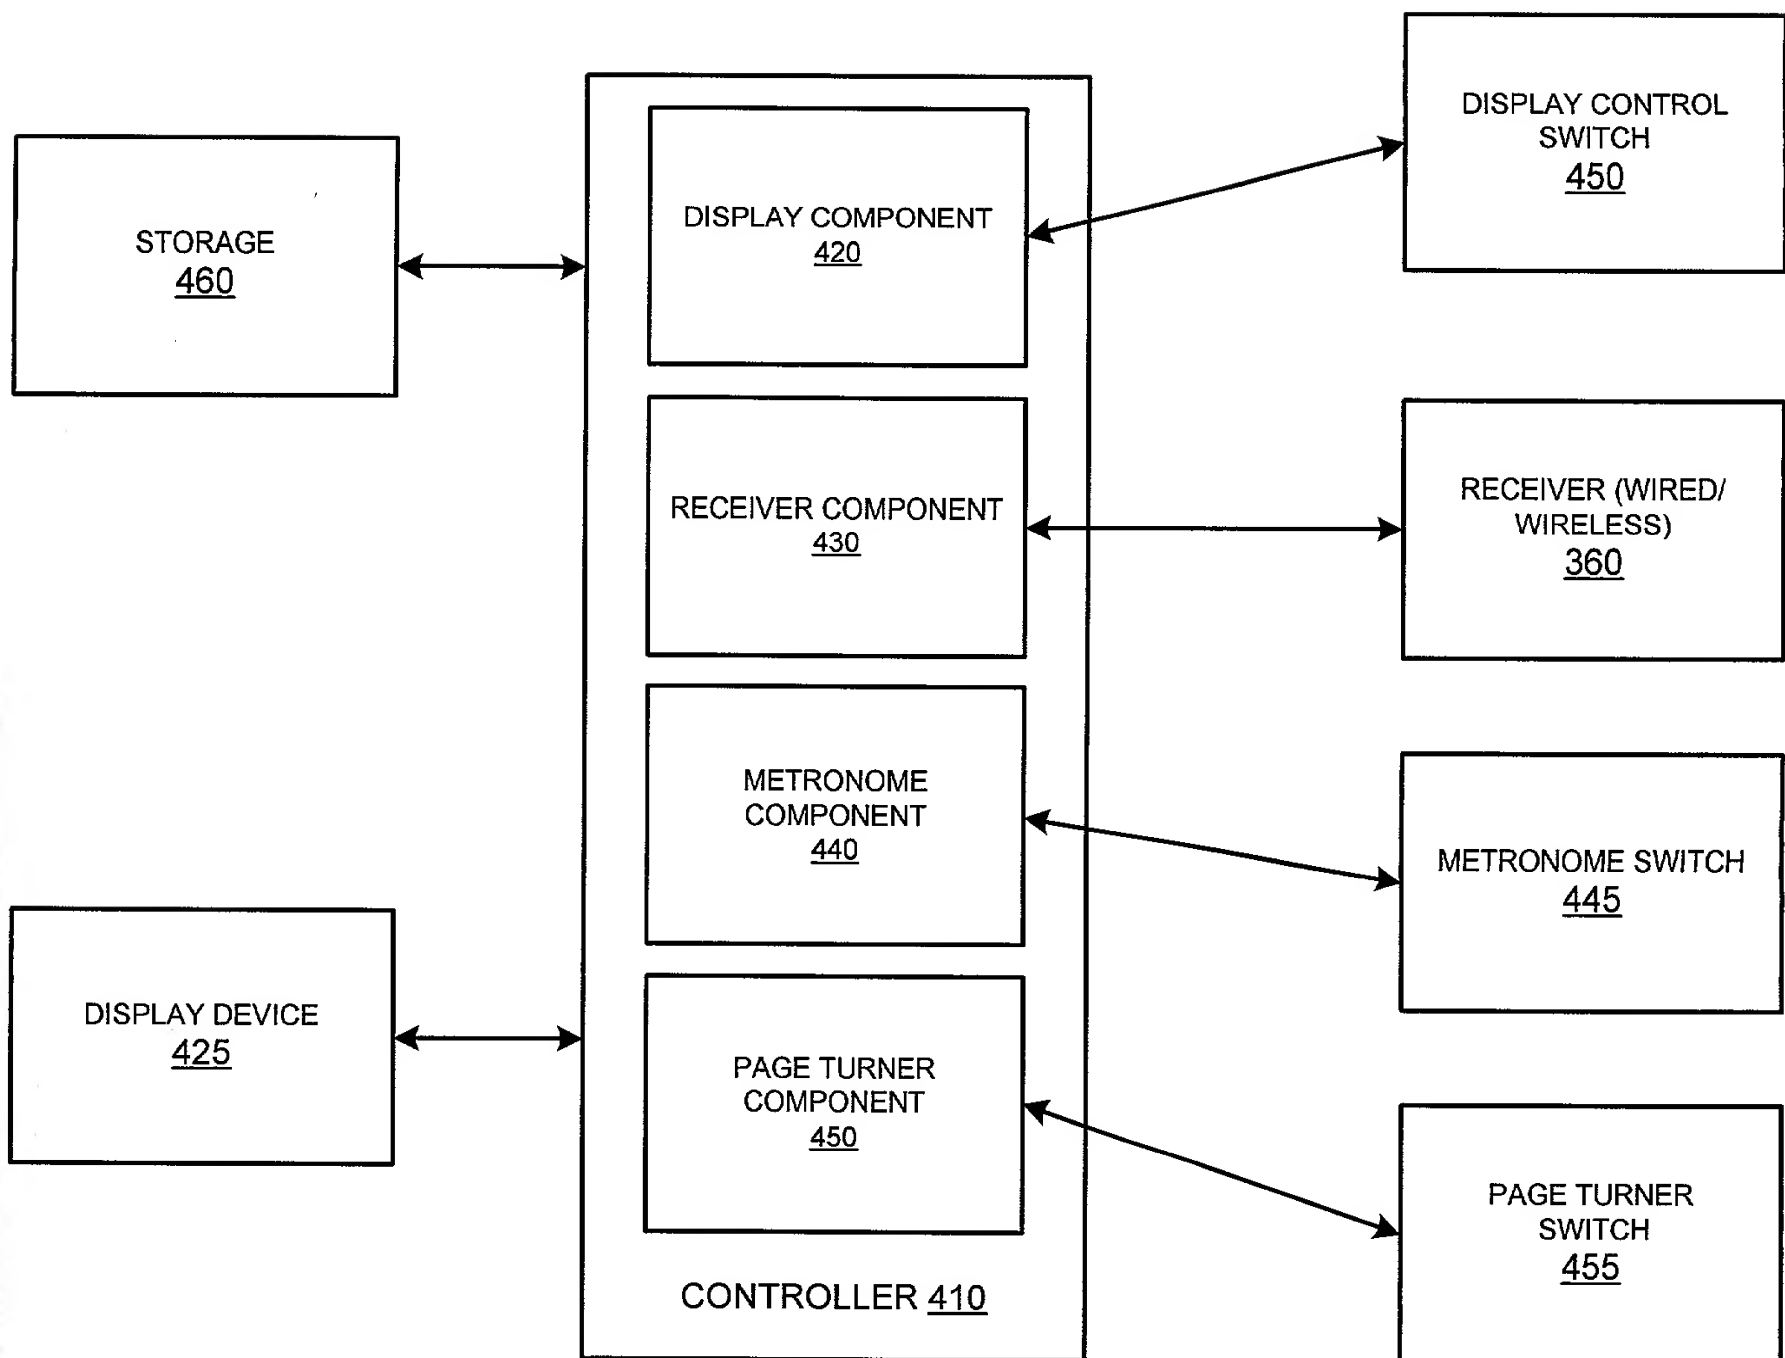 STORAGE
460
DISPLAY DEVICE
425
DISPLAY COMPONENT
420
RECEIVER COMPONENT
430
METRONOME
COMPONENT
440
PAGE TURNER
COMPONENT
450
CONTROLLER 410
DISPLAY CONTROL
SWITCH
450
RECEIVER (WIRED/
WIRELESS)
360
METRONOME SWITCH
445
PAGE TURNER
SWITCH
455